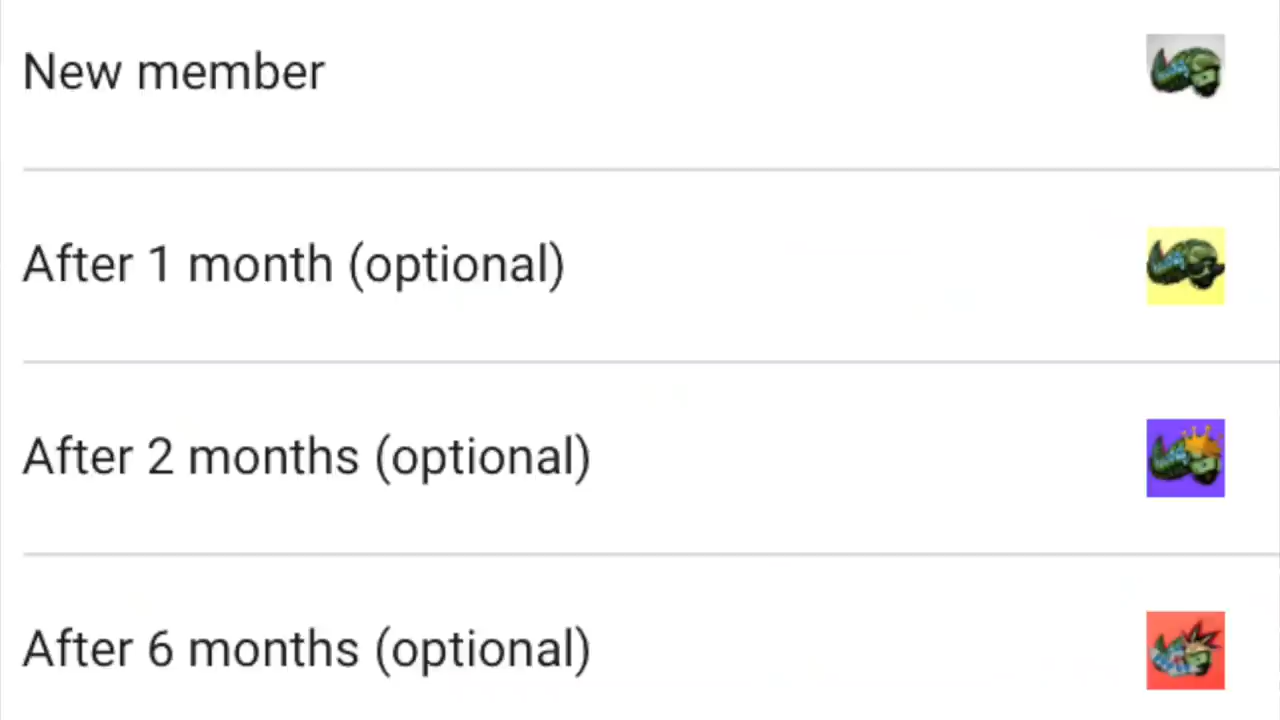 New member
After 1 month (optional)
After 2 months (optional)
After 6 months (optional)